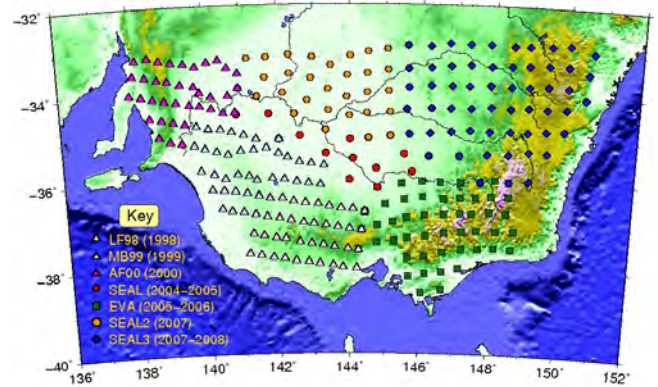 -32°
-34°
-36°
-38°
-40°
Key
LF98 (1998)
MB99 (1999)
AF00 (2000)
SEAL (2004-2005)
EVA (2005-2006)
SEAL2 (2007)
SEAL3 (2007-2008)
136° 138° 140° 142° 144° 146° 148° 150° 152°